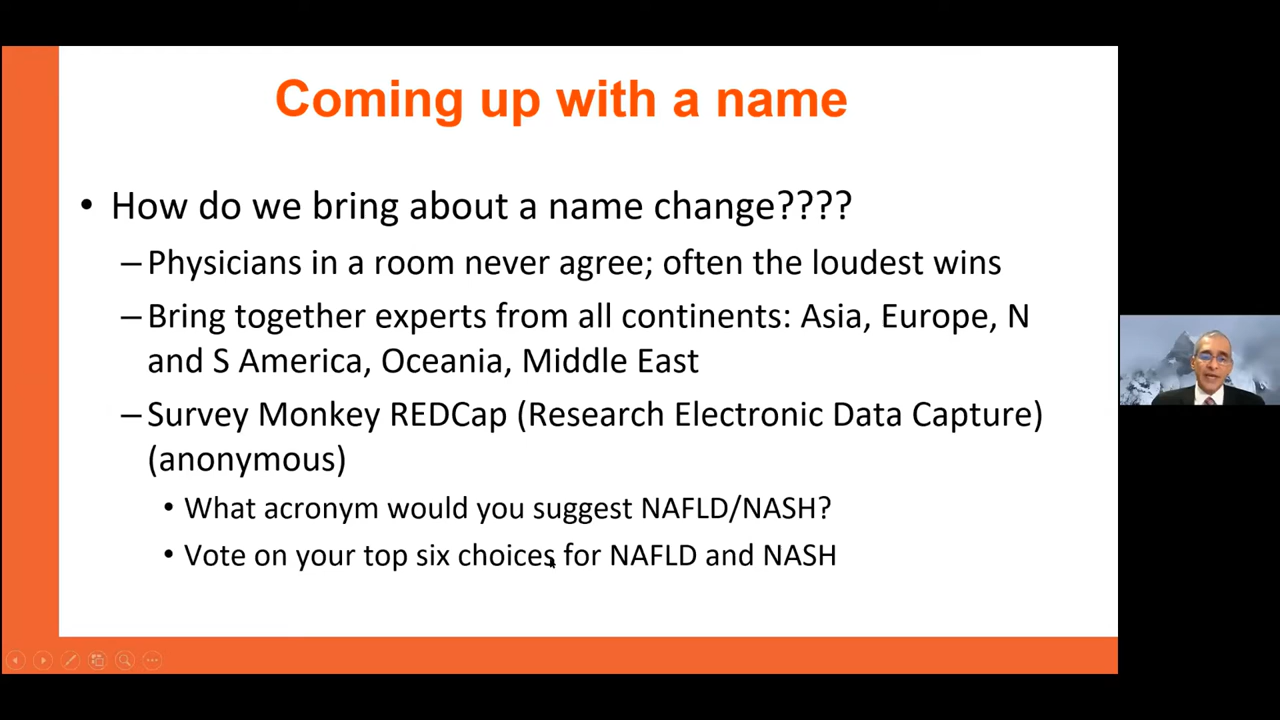 Coming up with a name
• How do we bring about a name change????
–Physicians in a room never agree; often the loudest wins
–Bring together experts from all continents: Asia, Europe, N
and S America, Oceania, Middle East
–Survey Monkey REDCap (Research Electronic Data Capture)
(anonymous)
• What acronym would you suggest NAFLD/NASH?
• Vote on your top six choices for NAFLD and NASH